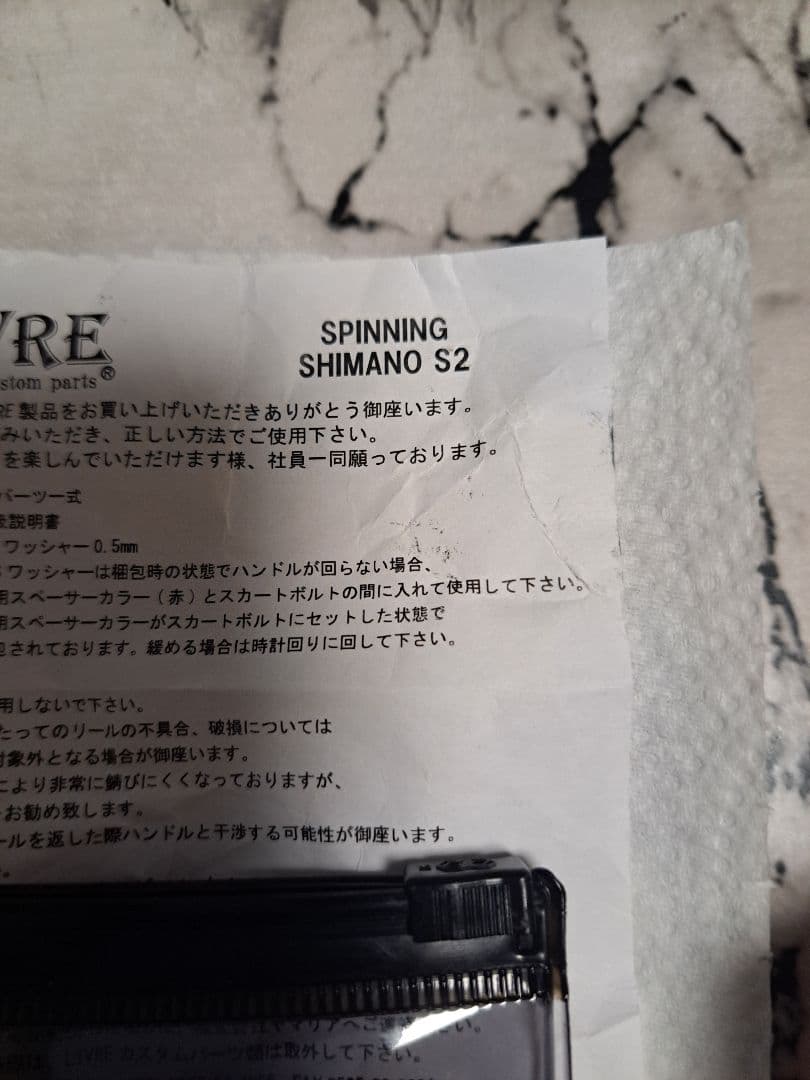 VRE
stom parts®
SPINNING
SHIMANO S2
RE製品をお買い上げいただきありがとう御座います。
みいただき、正しい方法でご使用下さい。
を楽しんでいただけます様、社員一同願っております。
パーツ一式
説明書
ワッシャー0.5mm
ワッシャーは梱包時の状態でハンドルが回らない場合、
用スペーサーカラー(赤)とスカートボルトの間に入れて使用して下さい。
用スペーサーカラーがスカートボルトにセットした状態で
包されております。緩める場合は時計回りに回して下さい。
用しないで下さい。
たってのリールの不具合、破損については
対象外となる場合が御座います。
により非常に錆びにくくなっておりますが、
お勧め致します。
ールを返した際ハンドルと干渉する可能性が御座います。
LIVRE カスタムパーツ類は取外して下さい。